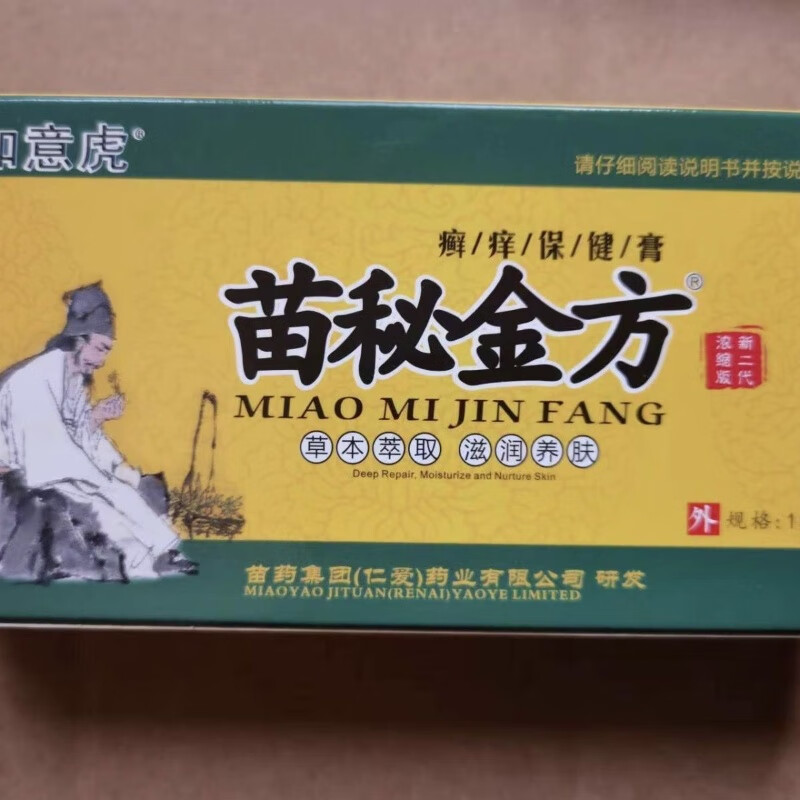 如意虎®
请仔细阅读说明书并按说
癣/痒/保/健/膏
苗秘金方®
新二代
浓缩版
MIAO MI JIN FANG
草本萃取 滋润养肤
Deep Repair, Moisturize and Nurture Skin
外 规格:1
苗药集团(仁爱)药业有限公司 研发
MIAOYAO JITUAN(RENAI)YAOYE LIMITED